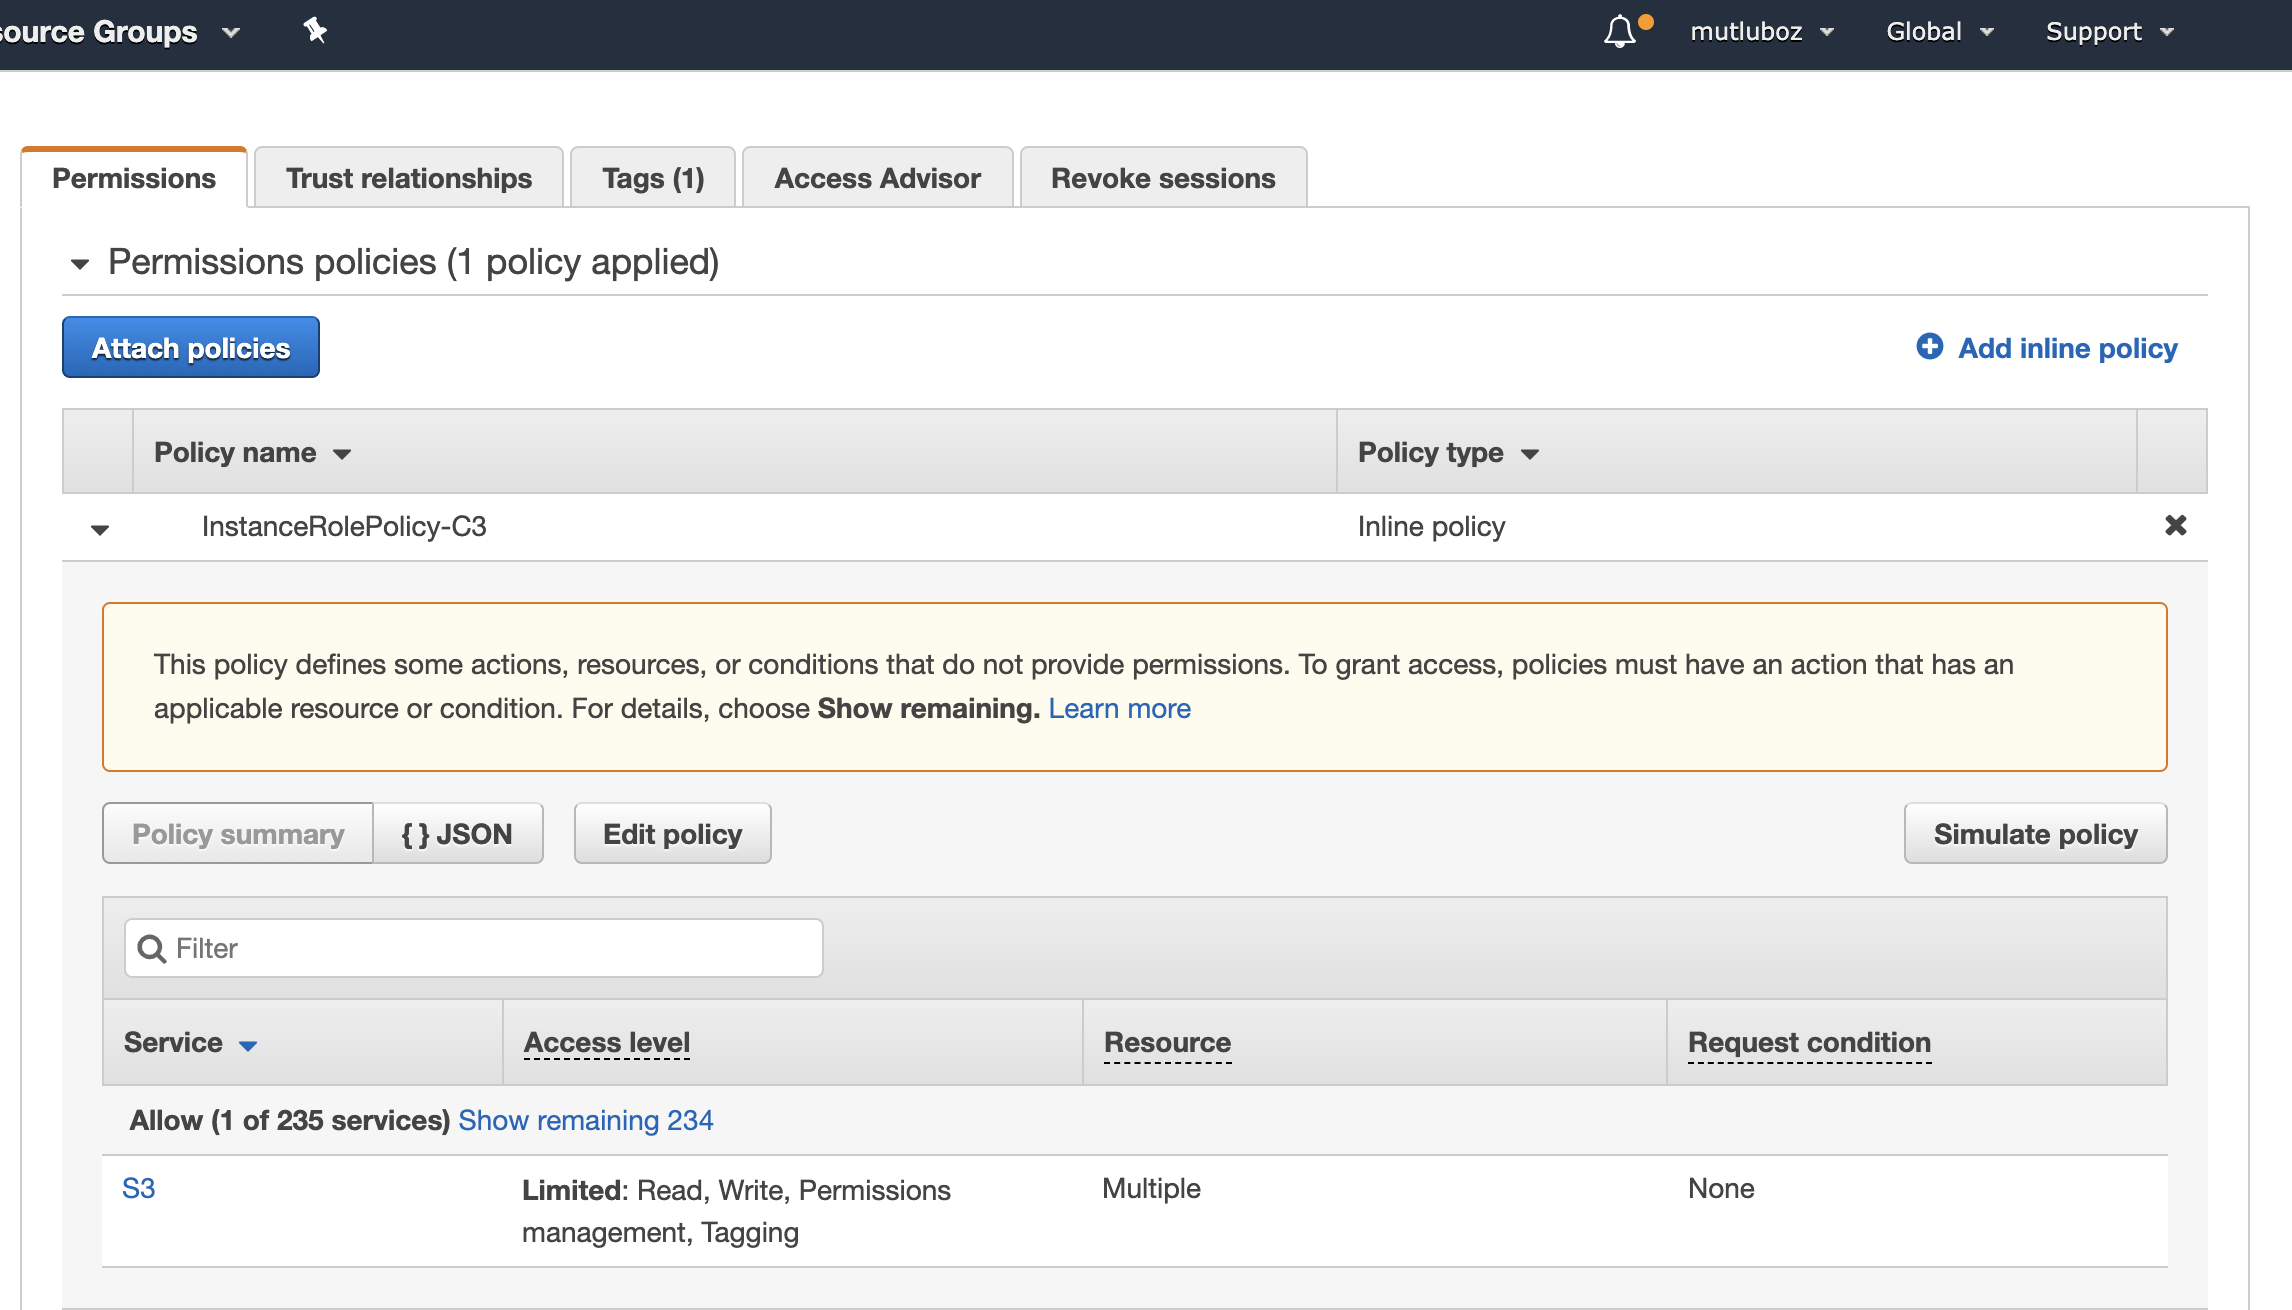 source Groups
mutluboz
Global
Support
Permissions
Trust relationships
Tags (1)
Access Advisor
Revoke sessions
Permissions policies (1 policy applied)
Attach policies
Add inline policy
Policy name
Policy type
InstanceRolePolicy-C3
Inline policy
This policy defines some actions, resources, or conditions that do not provide permissions. To grant access, policies must have an action that has an
applicable resource or condition. For details, choose Show remaining. Learn more
Policy summary
{ } JSON
Edit policy
Simulate policy
Filter
Service
Access level
Resource
Request condition
Allow (1 of 235 services) Show remaining 234
S3
Limited: Read, Write, Permissions
management, Tagging
Multiple
None